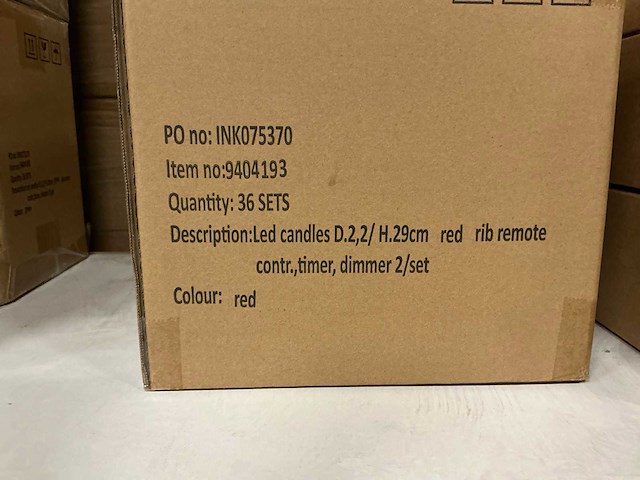 PO no: INK075370
Item no:9404193
Quantity: 36 SETS
Description:Led candles D.2,2/ H.29cm red rib remote
contr.,timer, dimmer 2/set
Colour: red